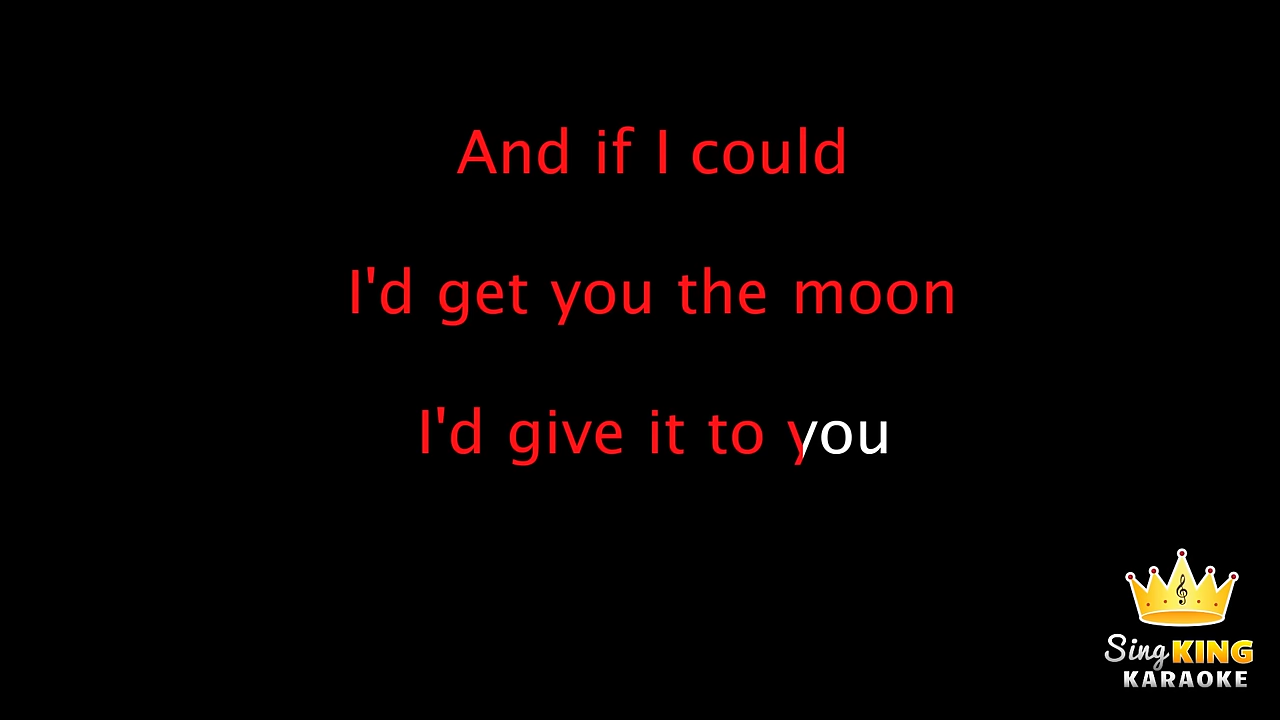 And if I could
I'd get you the moon
I'd give it to you
Sing KING
KARAOKE